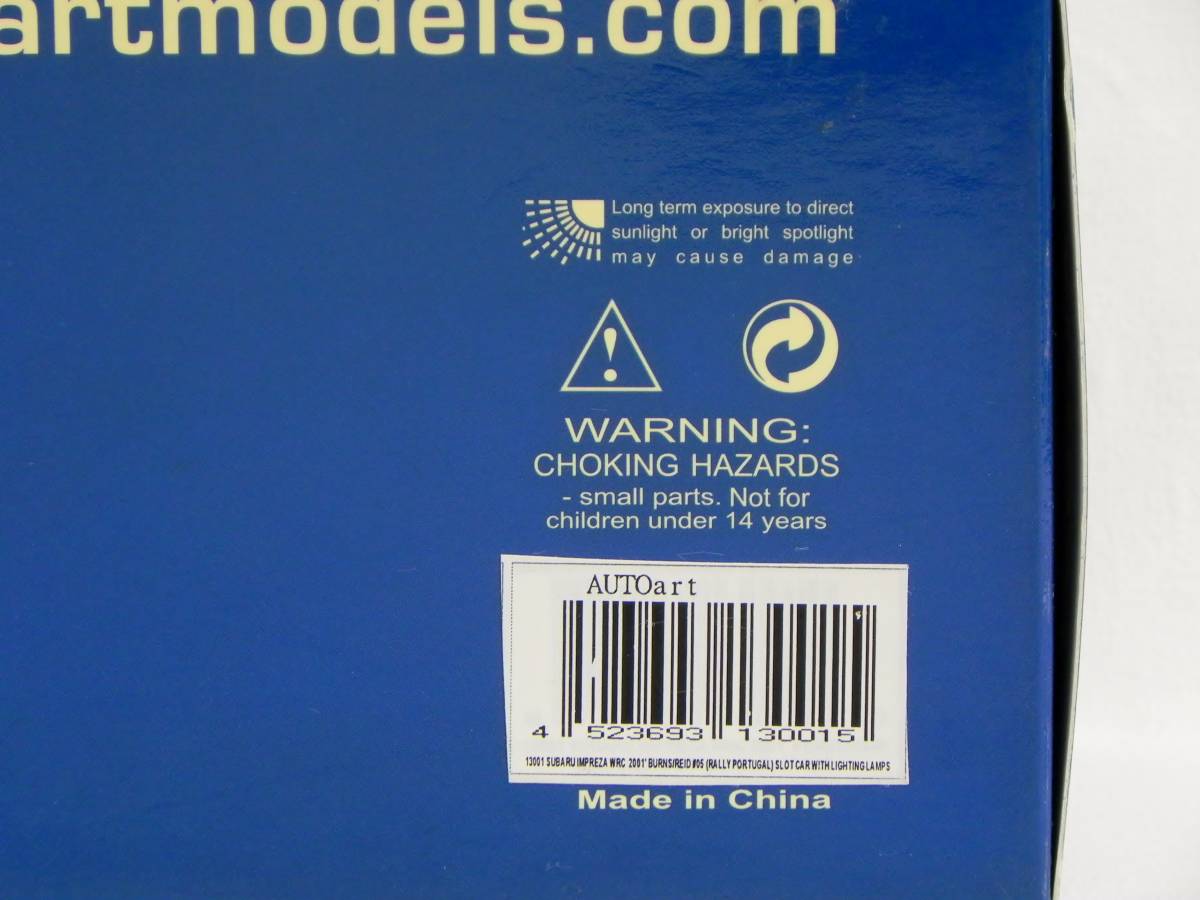 artmodels.com
Long term exposure to direct
sunlight or bright spotlight
may cause damage
WARNING:
CHOKING HAZARDS
- small parts. Not for
children under 14 years
AUTOart
4 523693 130015
13001 SUBARU IMPREZA WRC 2001' BURNS/REID #05 (RALLY PORTUGAL) SLOT CAR WITH LIGHTING LAMPS
Made in China